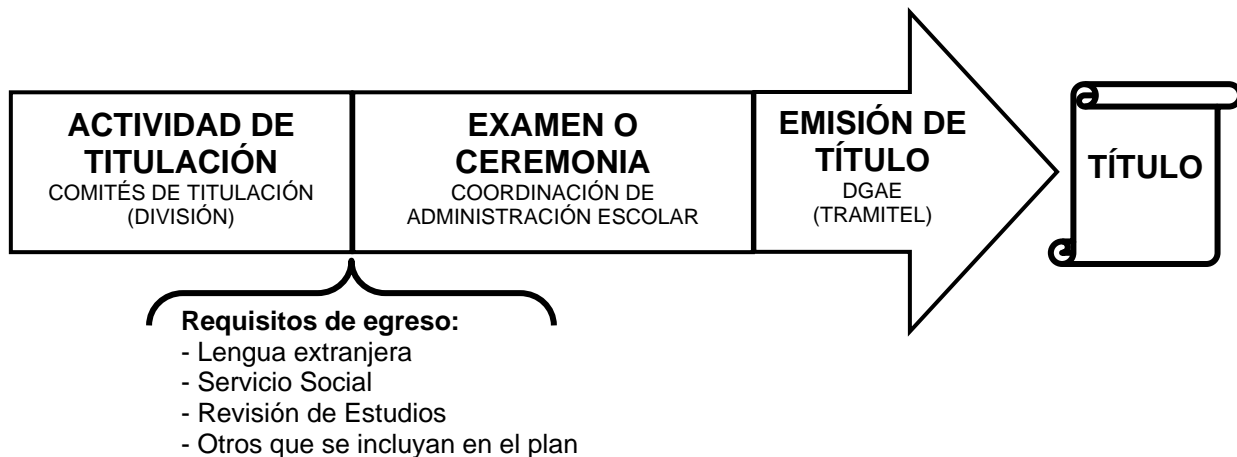 ACTIVIDAD DE
TITULACIÓN
COMITÉS DE TITULACIÓN
(DIVISIÓN)
EXAMEN O
CEREMONIA
COORDINACIÓN DE
ADMINISTRACIÓN ESCOLAR
EMISIÓN DE
TÍTULO
DGAE
(TRAMITEL)
TÍTULO
Requisitos de egreso:
- Lengua extranjera
- Servicio Social
- Revisión de Estudios
- Otros que se incluyan en el plan